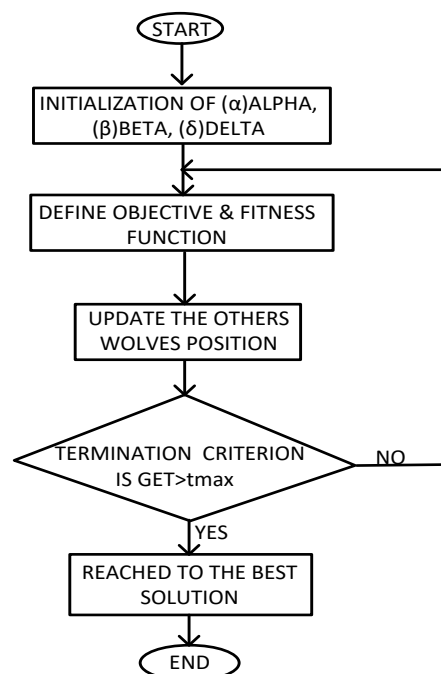 START
INITIALIZATION OF (α)ALPHA,
(β)BETA, (δ)DELTA
DEFINE OBJECTIVE & FITNESS
FUNCTION
UPDATE THE OTHERS
WOLVES POSITION
TERMINATION CRITERION
IS GET>tmax
NO
YES
REACHED TO THE BEST
SOLUTION
END